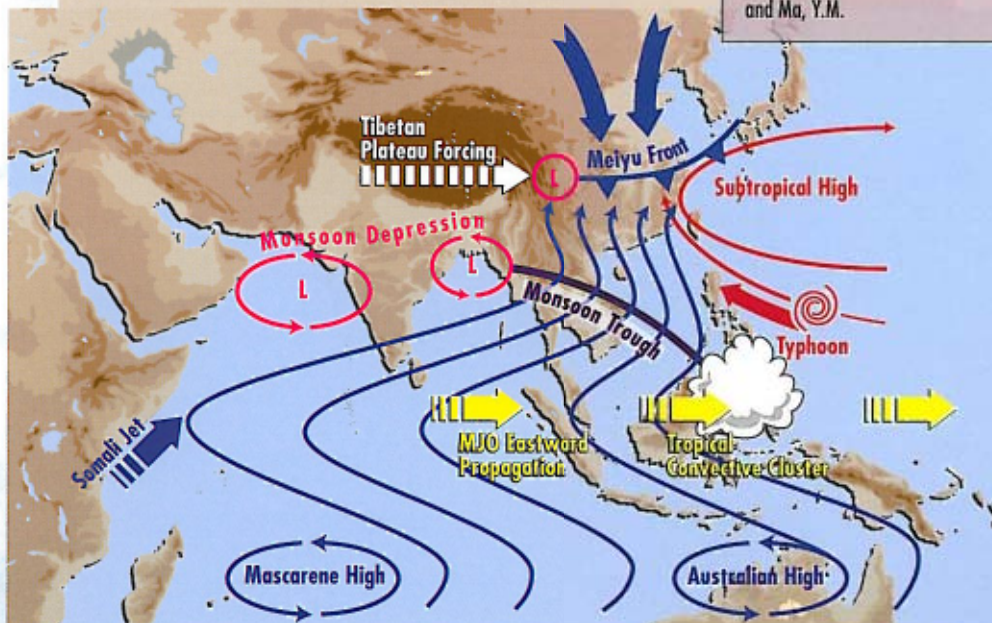 and Ma, Y.M.
Tibetan
Plateau Forcing
Meiyu Front
L
Subtropical High
Monsoon Depression
L
L
Monsoon Trough
Typhoon
Somali Jet
MJO Eastward
Propagation
Tropical
Convective Cluster
Mascarene High
Australian High